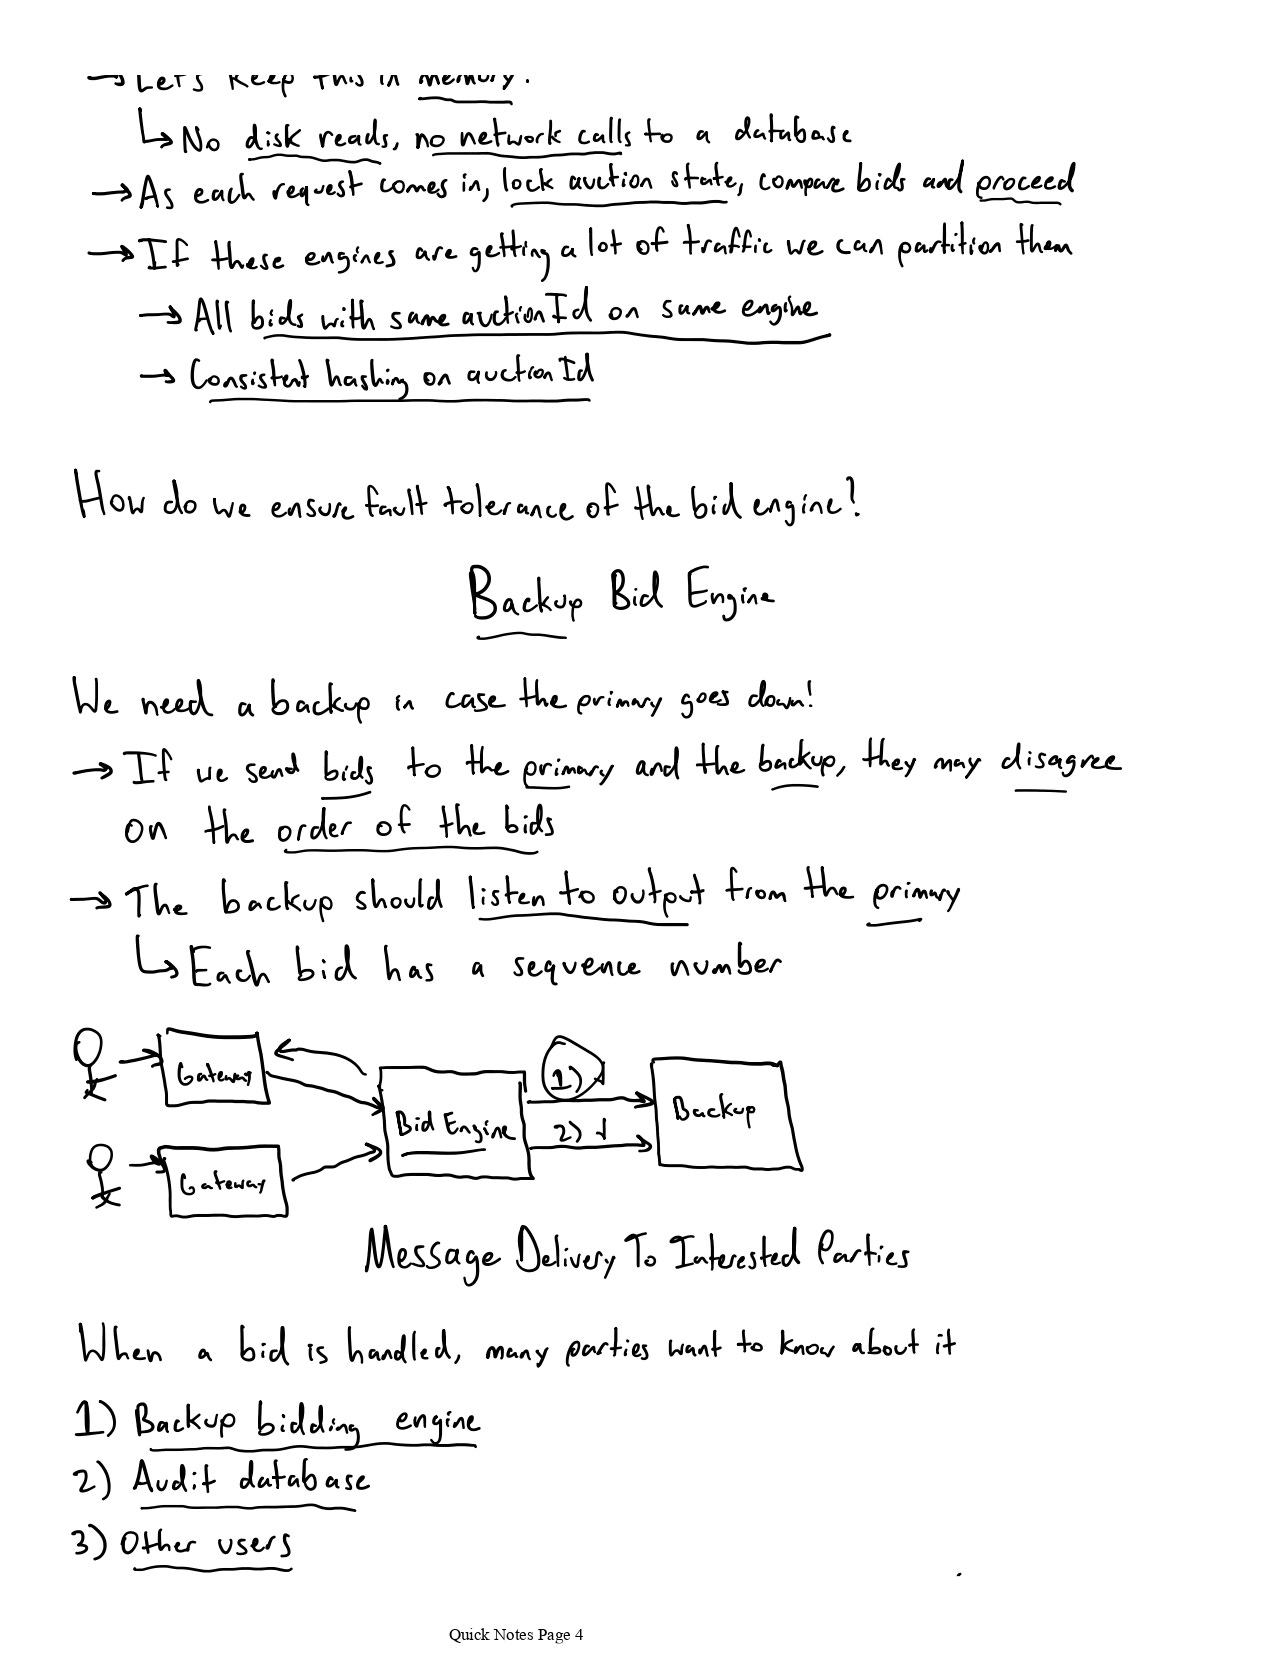 → Let's keep this in memory!
↳ No disk reads, no network calls to a database
→ As each request comes in, lock auction state, compare bids and proceed
→ If these engines are getting a lot of traffic we can partition them
→ All bids with same auctionId on same engine
→ Consistent hashing on auctionId
How do we ensure fault tolerance of the bid engine?
Backup Bid Engine
We need a backup in case the primary goes down!
→ If we send bids to the primary and the backup, they may disagree
on the order of the bids
→ The backup should listen to output from the primary
↳ Each bid has a sequence number
Gateway
1)
Bid Engine
Backup
2)
Gateway
Message Delivery To Interested Parties
When a bid is handled, many parties want to know about it
1) Backup bidding engine
2) Audit database
3) Other users
Quick Notes Page 4